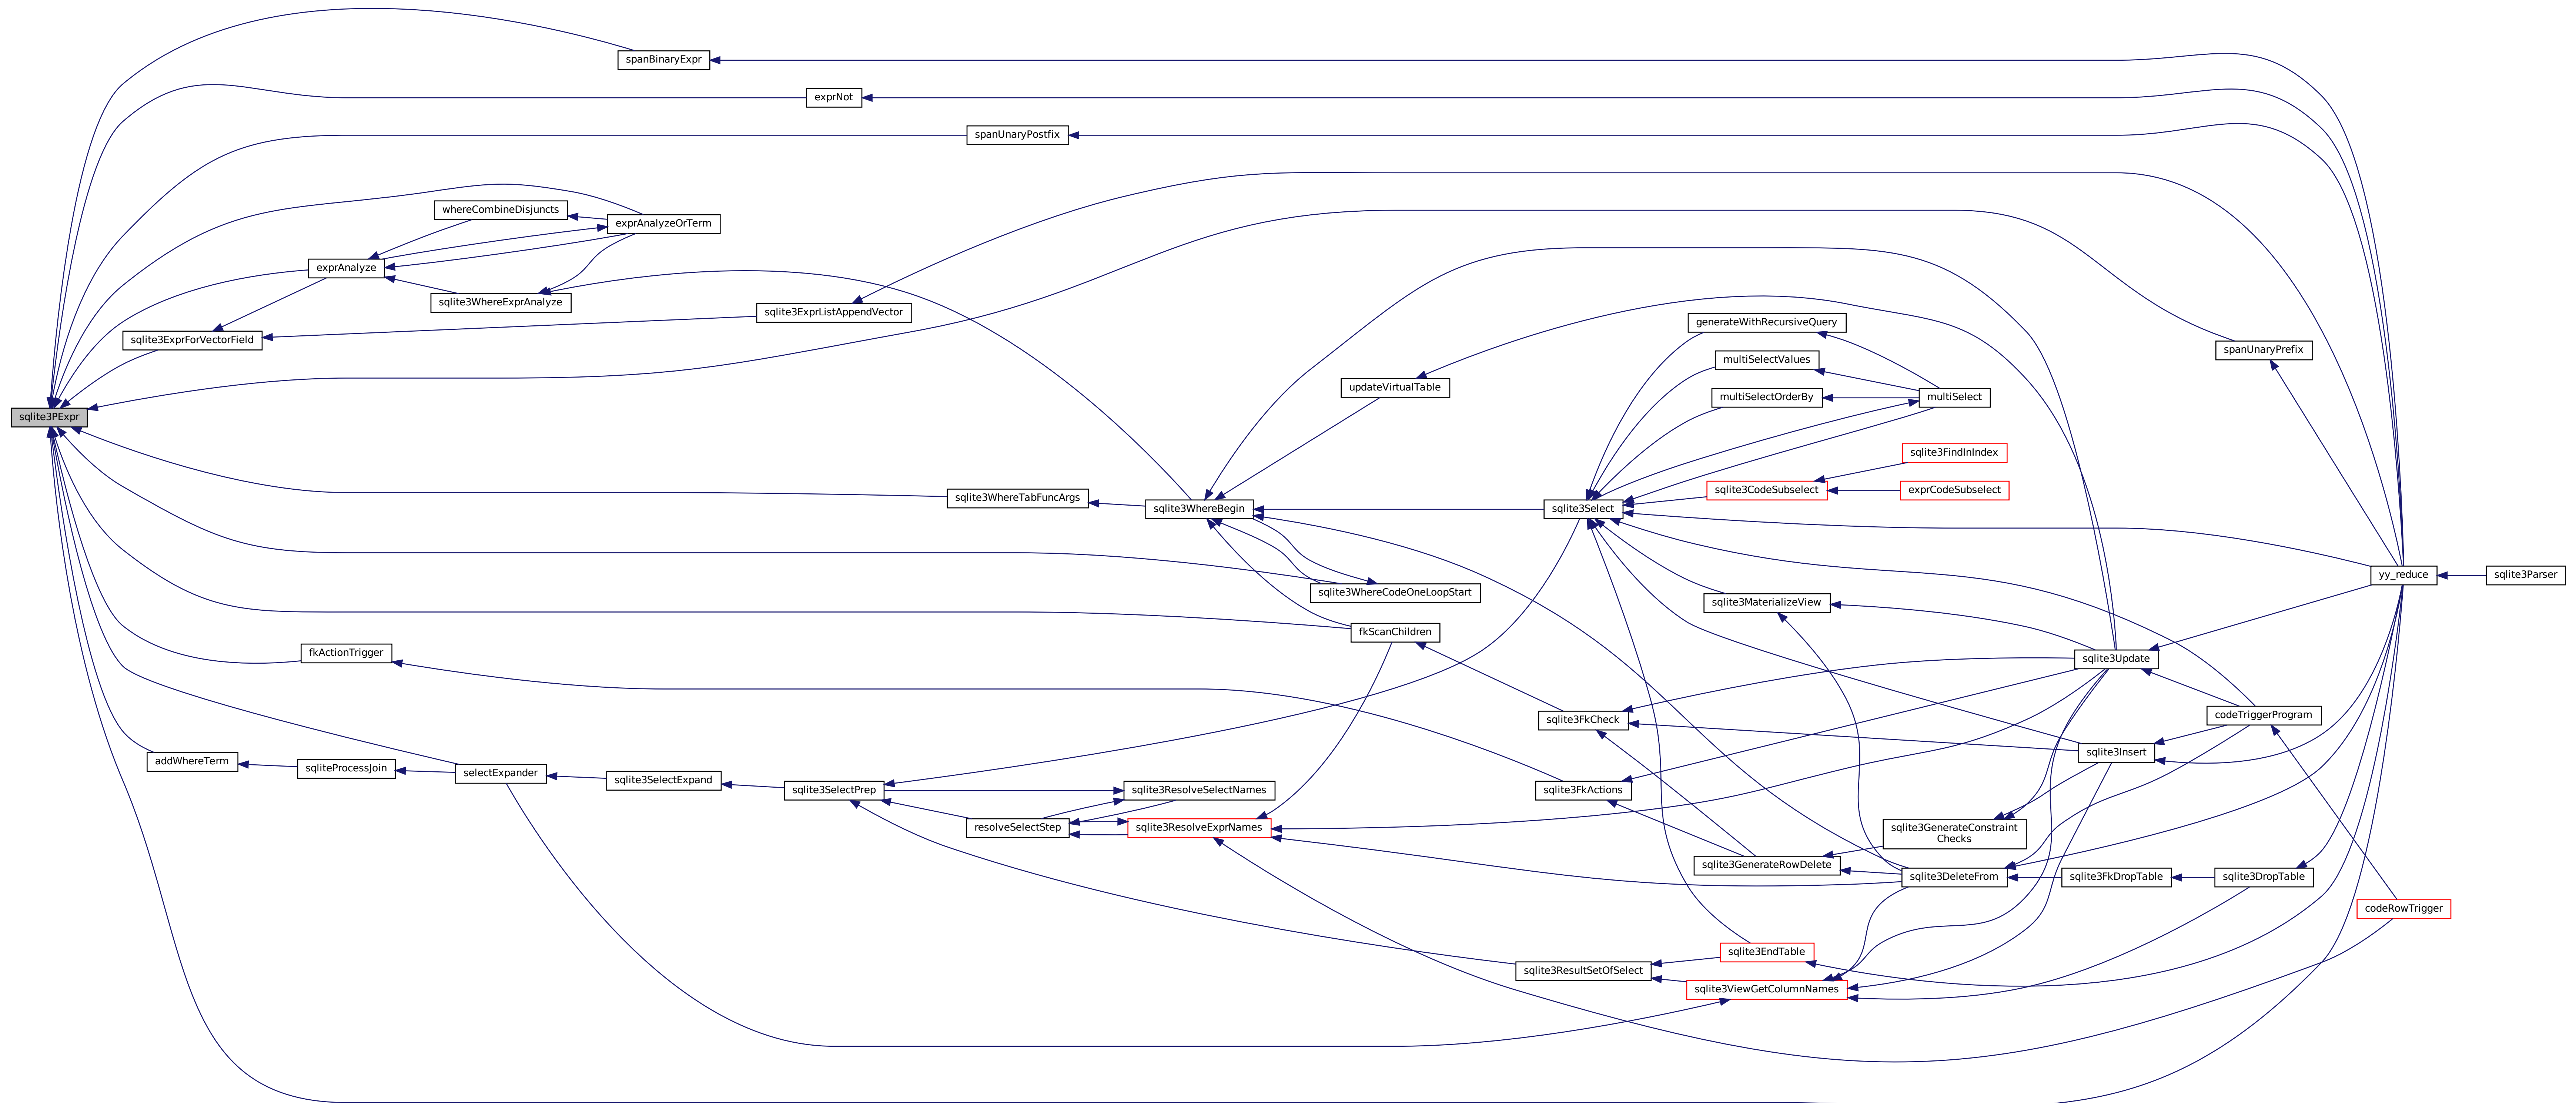 spanBinaryExpr
exprNot
spanUnaryPostfix
whereCombineDisjuncts
exprAnalyzeOrTerm
exprAnalyze
sqlite3WhereExprAnalyze
sqlite3ExprListAppendVector
sqlite3ExprForVectorField
generateWithRecursiveQuery
spanUnaryPrefix
multiSelectValues
updateVirtualTable
multiSelectOrderBy
multiSelect
sqlite3PExpr
sqlite3FindInIndex
sqlite3CodeSubselect
exprCodeSubselect
sqlite3WhereTabFuncArgs
sqlite3WhereBegin
sqlite3Select
yy_reduce
sqlite3Parser
sqlite3WhereCodeOneLoopStart
sqlite3MaterializeView
fkScanChildren
fkActionTrigger
sqlite3Update
sqlite3FkCheck
codeTriggerProgram
sqlite3Insert
addWhereTerm
sqliteProcessJoin
selectExpander
sqlite3SelectExpand
sqlite3SelectPrep
sqlite3ResolveSelectNames
sqlite3FkActions
resolveSelectStep
sqlite3ResolveExprNames
sqlite3GenerateConstraint
Checks
sqlite3GenerateRowDelete
sqlite3DeleteFrom
sqlite3FkDropTable
sqlite3DropTable
codeRowTrigger
sqlite3EndTable
sqlite3ResultSetOfSelect
sqlite3ViewGetColumnNames